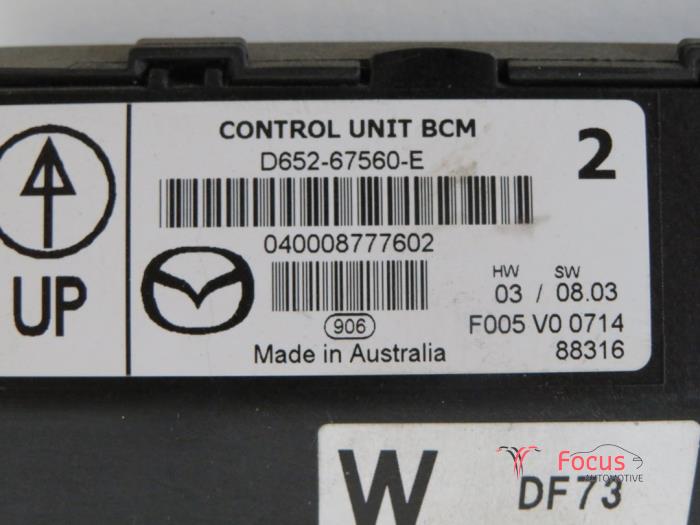 CONTROL UNIT BCM
D652-67560-E
2
040008777602
UP
HW SW
03 / 08.03
906
F005 V0 0714
Made in Australia
88316
W
DF73
Focus
AUTOMOTIVE